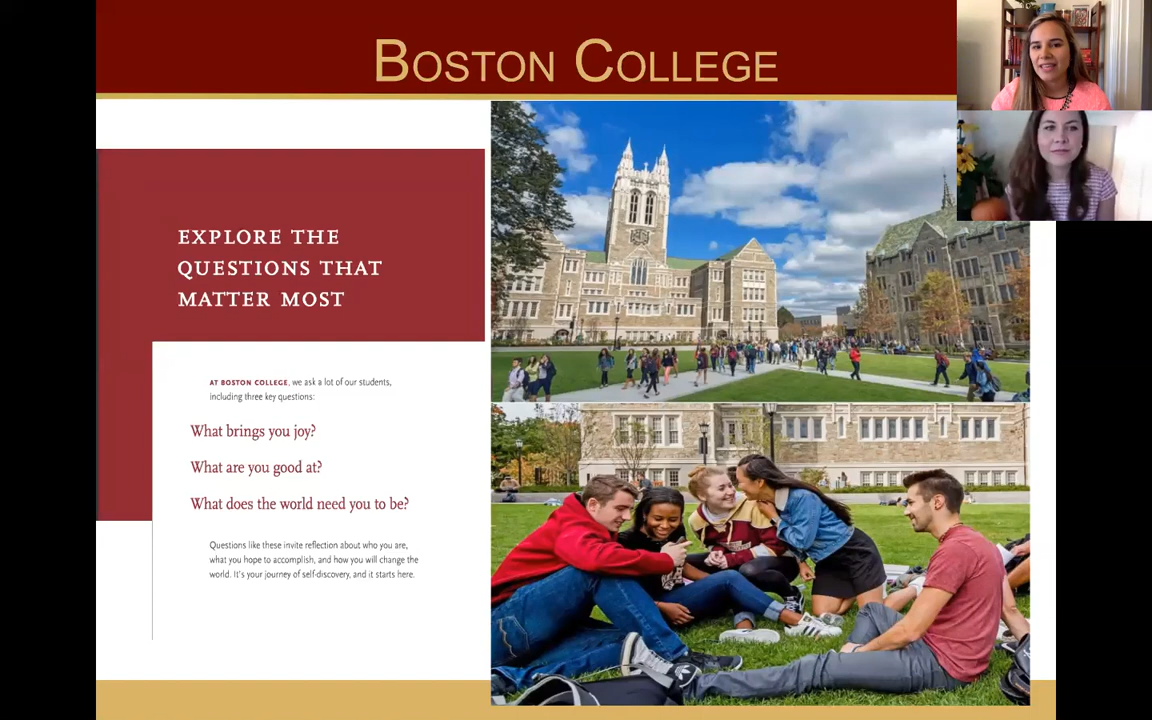 BOSTON COLLEGE
EXPLORE THE
QUESTIONS THAT
MATTER MOST
AT BOSTON COLLEGE, we ask a lot of our students,
including three key questions:
What brings you joy?
What are you good at?
What does the world need you to be?
Questions like these invite reflection about who you are,
what you hope to accomplish, and how you will change the
world. It's your journey of self-discovery, and it starts here.